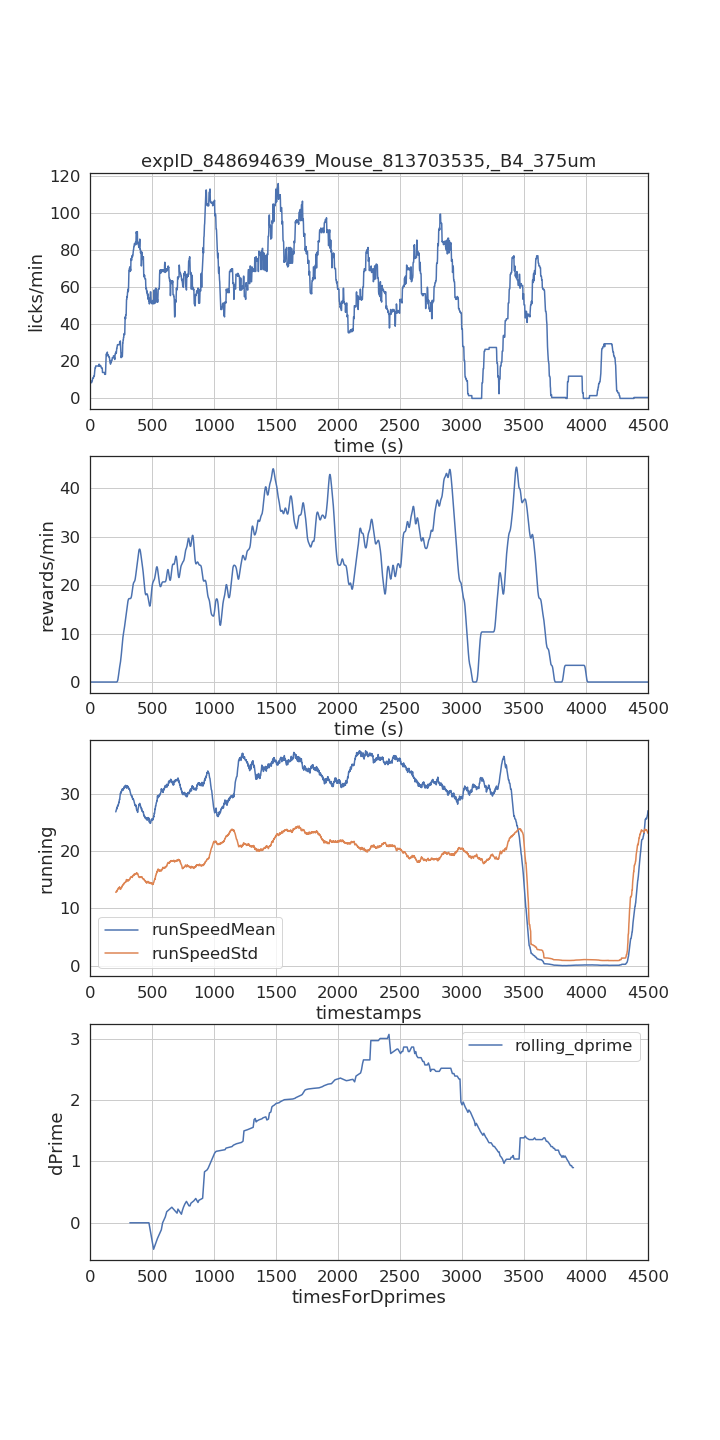 expID_848694639_Mouse_813703535,_B4_375um
120
100
80
60
40
20
0
licks/min
0 500 1000 1500 2000 2500 3000 3500 4000 4500
time (s)
40
30
20
10
0
rewards/min
0 500 1000 1500 2000 2500 3000 3500 4000 4500
time (s)
30
20
10
0
running
runSpeedMean
runSpeedStd
0 500 1000 1500 2000 2500 3000 3500 4000 4500
timestamps
3
2
1
0
dPrime
rolling_dprime
0 500 1000 1500 2000 2500 3000 3500 4000 4500
timesForDprimes